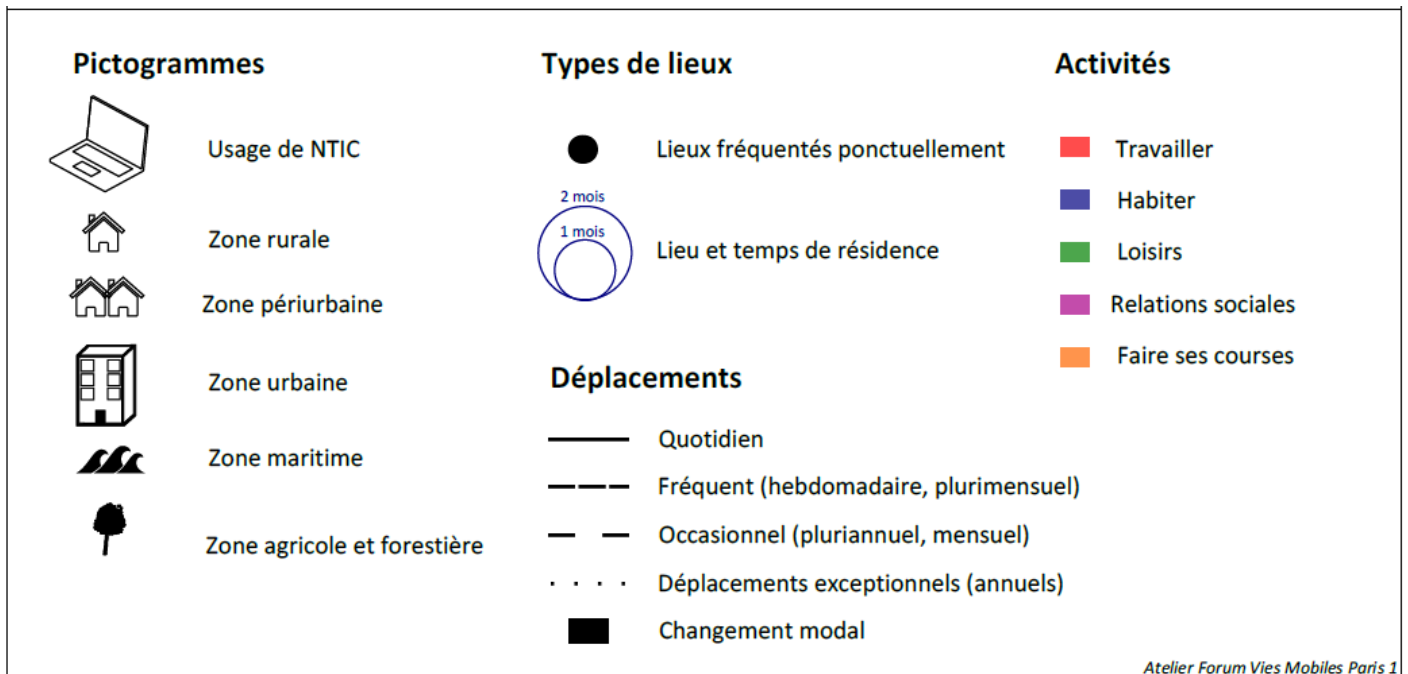 Pictogrammes
Usage de NTIC
Zone rurale
Zone périurbaine
Zone urbaine
Zone maritime
Zone agricole et forestière
Types de lieux
Lieux fréquentés ponctuellement
2 mois
1 mois
Lieu et temps de résidence
Déplacements
Quotidien
Fréquent (hebdomadaire, plurimensuel)
Occasionnel (pluriannuel, mensuel)
Déplacements exceptionnels (annuels)
Changement modal
Activités
Travailler
Habiter
Loisirs
Relations sociales
Faire ses courses
Atelier Forum Vies Mobiles Paris 1